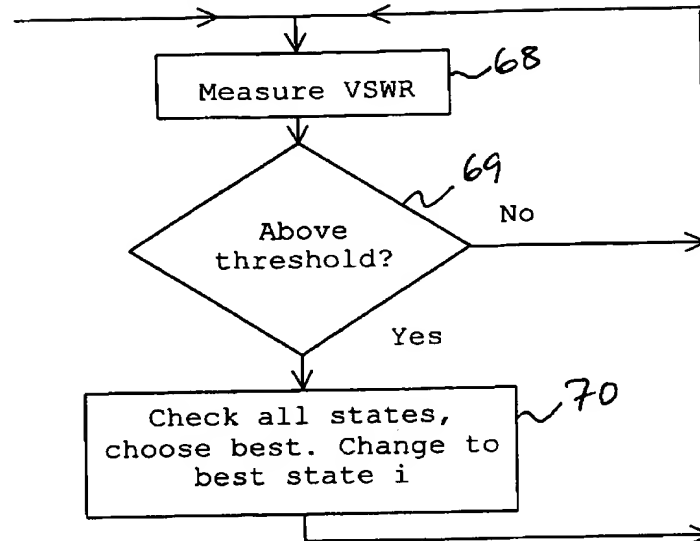 Measure VSWR
68
69
Above
threshold?
No
Yes
Check all states,
choose best. Change to
best state i
70